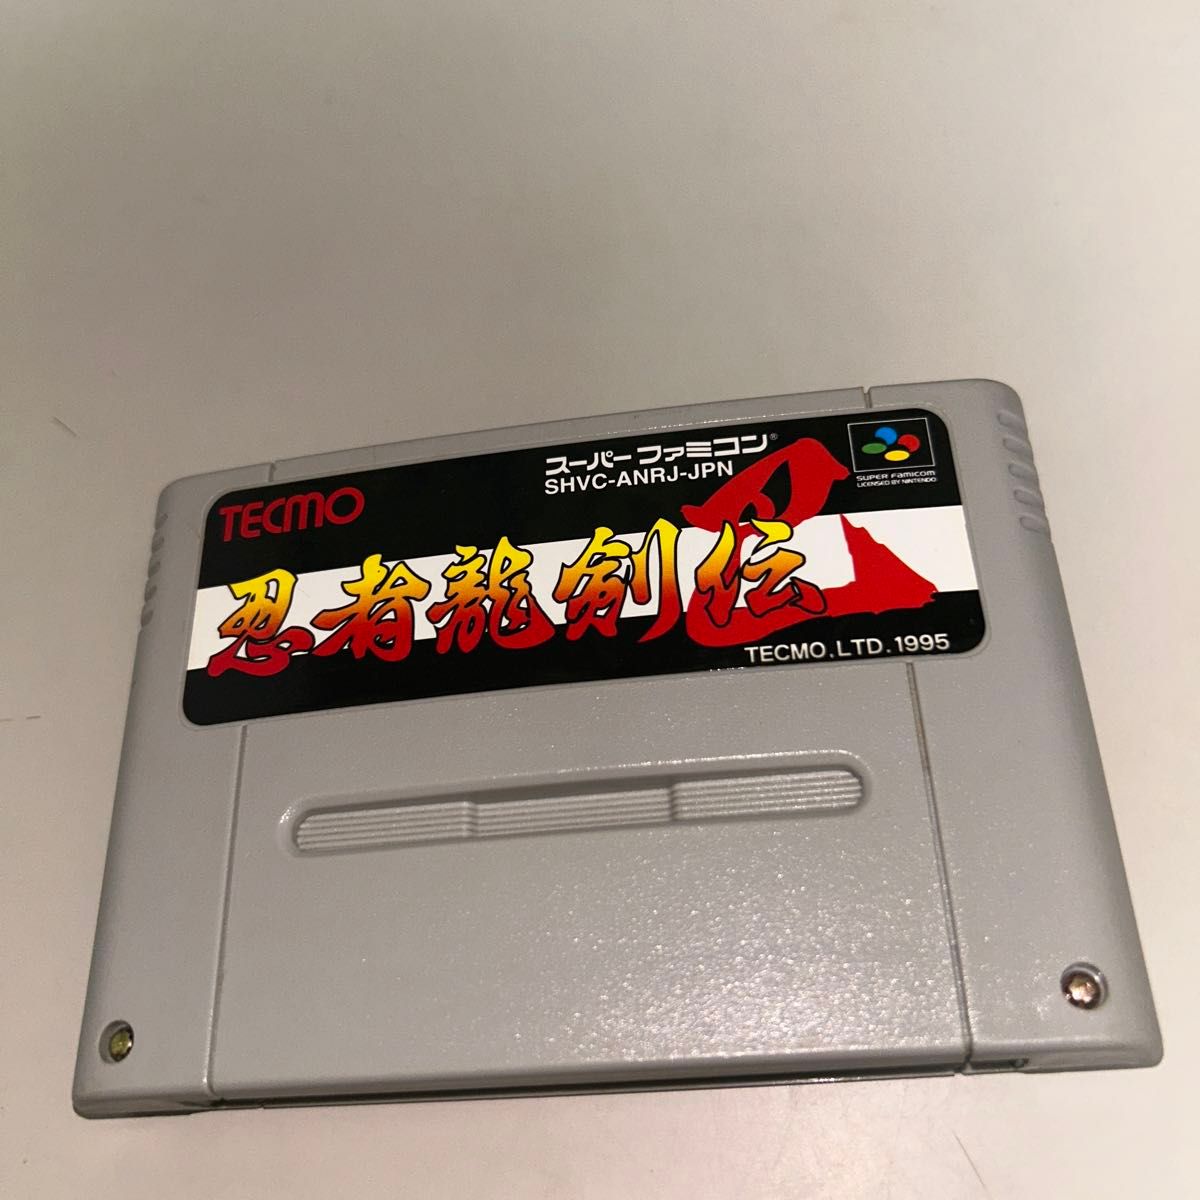 TECMO
スーパーファミコン®
SHVC-ANRJ-JPN
SUPER FAMICOM
LICENSED BY NINTENDO
忍
忍者龍剣伝
TECMO.LTD.1995